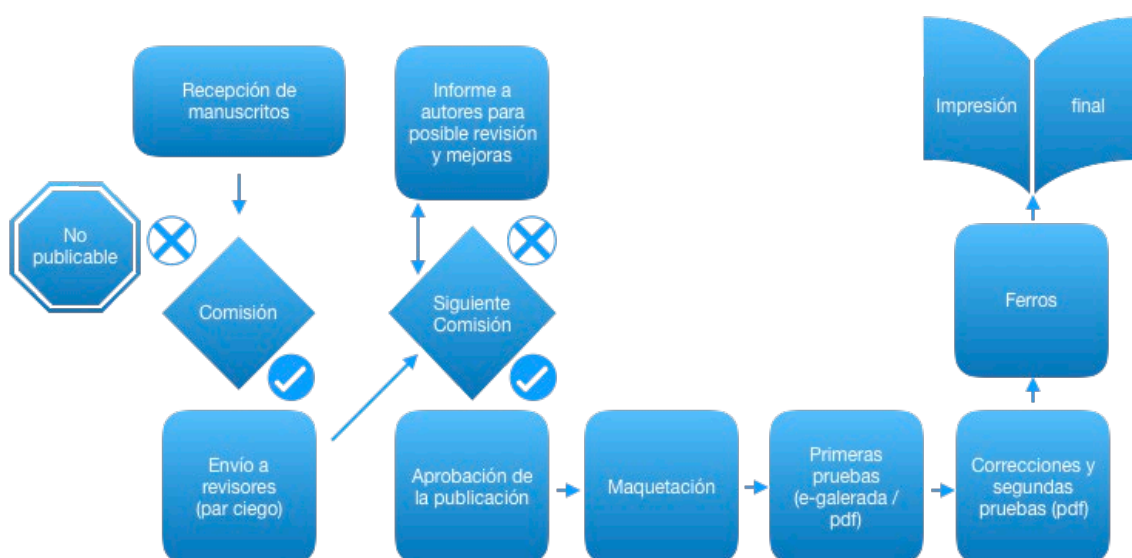 Recepción de
manuscritos
No
publicable
Comisión
Envío a
revisores
(par ciego)
Informe a
autores para
posible revisión
y mejoras
Siguiente
Comisión
Aprobación de
la publicación
Maquetación
Primeras
pruebas
(e-galerada /
pdf)
Correcciones y
segundas
pruebas (pdf)
Ferros
Impresión final